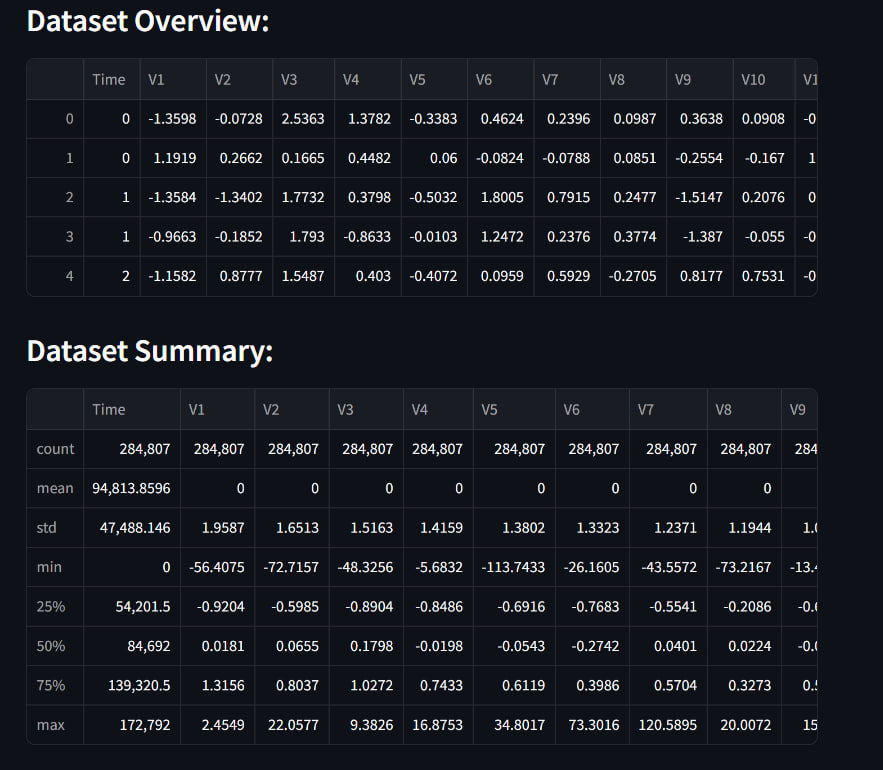 Dataset Overview:
Time V1 V2 V3 V4 V5 V6 V7 V8 V9 V10 V1
0 0 -1.3598 -0.0728 2.5363 1.3782 -0.3383 0.4624 0.2396 0.0987 0.3638 0.0908 -0
1 0 1.1919 0.2662 0.1665 0.4482 0.06 -0.0824 -0.0788 0.0851 -0.2554 -0.167 1
2 1 -1.3584 -1.3402 1.7732 0.3798 -0.5032 1.8005 0.7915 0.2477 -1.5147 0.2076 0
3 1 -0.9663 -0.1852 1.793 -0.8633 -0.0103 1.2472 0.2376 0.3774 -1.387 -0.055 -0
4 2 -1.1582 0.8777 1.5487 0.403 -0.4072 0.0959 0.5929 -0.2705 0.8177 0.7531 -0
Dataset Summary:
Time V1 V2 V3 V4 V5 V6 V7 V8 V9
count 284,807 284,807 284,807 284,807 284,807 284,807 284,807 284,807 284,807 284
mean 94,813.8596 0 0 0 0 0 0 0 0
std 47,488.146 1.9587 1.6513 1.5163 1.4159 1.3802 1.3323 1.2371 1.1944 1.0
min 0 -56.4075 -72.7157 -48.3256 -5.6832 -113.7433 -26.1605 -43.5572 -73.2167 -13.4
25% 54,201.5 -0.9204 -0.5985 -0.8904 -0.8486 -0.6916 -0.7683 -0.5541 -0.2086 -0.6
50% 84,692 0.0181 0.0655 0.1798 -0.0198 -0.0543 -0.2742 0.0401 0.0224 -0.0
75% 139,320.5 1.3156 0.8037 1.0272 0.7433 0.6119 0.3986 0.5704 0.3273 0.5
max 172,792 2.4549 22.0577 9.3826 16.8753 34.8017 73.3016 120.5895 20.0072 15